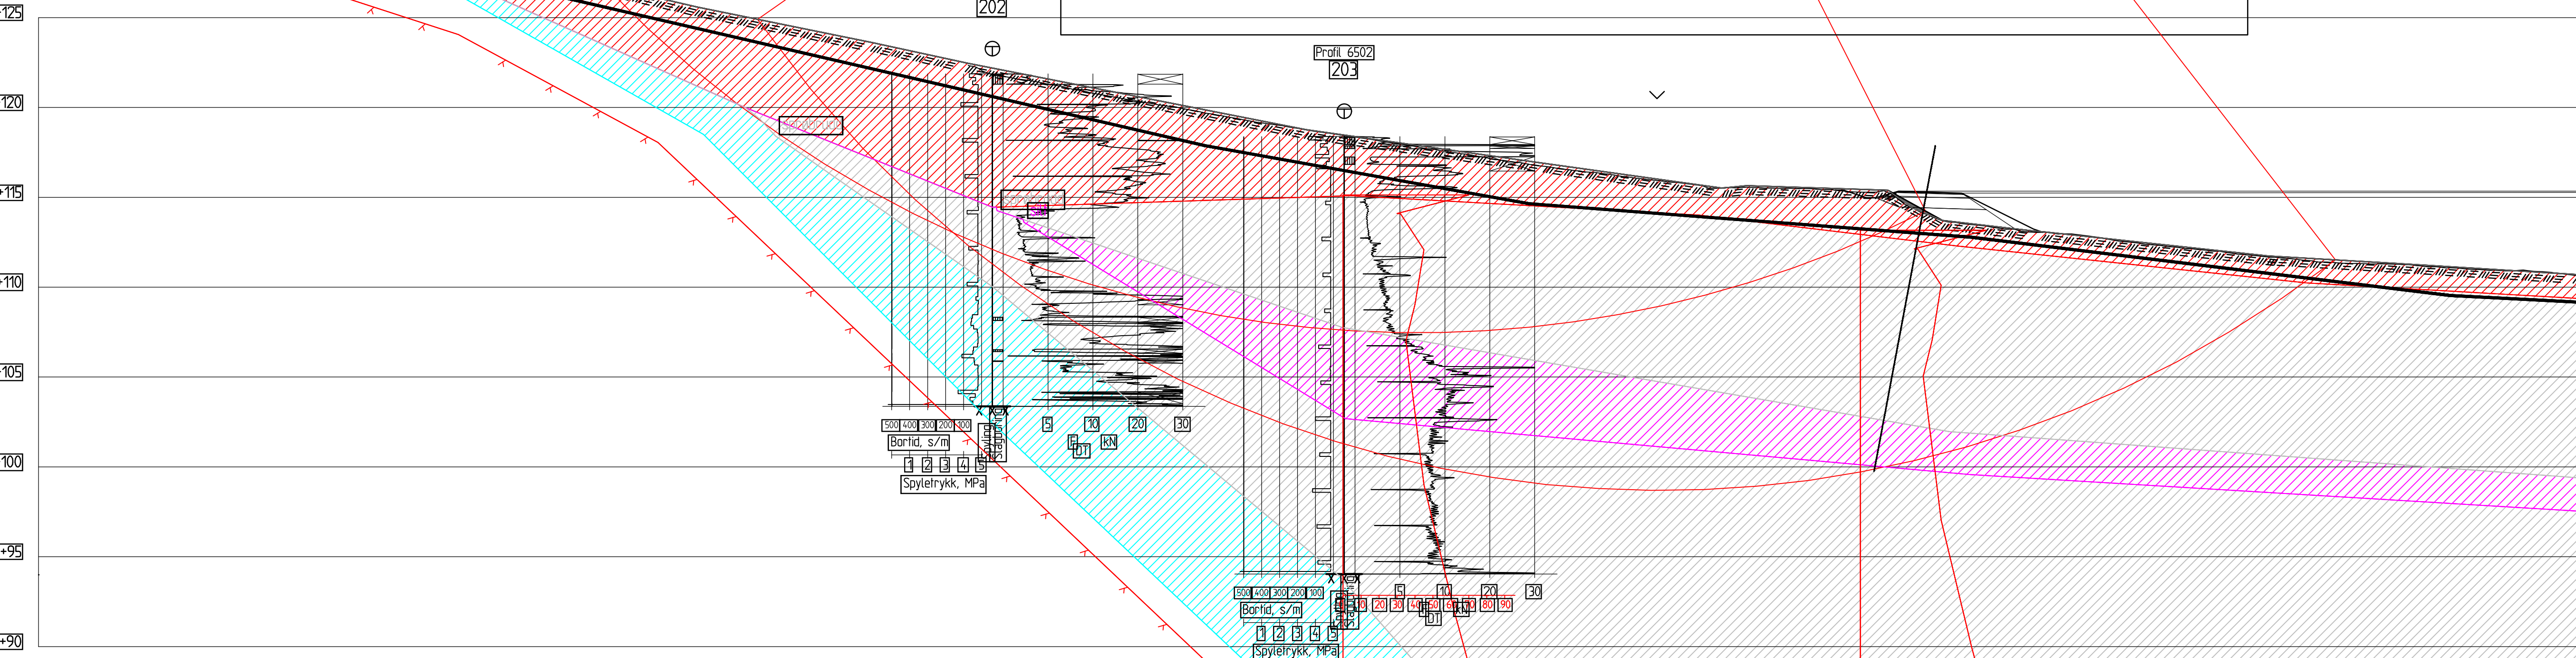 +125
+120
+115
+110
+105
+100
+95
+90
202
Profil 6502
203
500 400 300 200 100
Bortid, s/m
1 2 3 4 5
Spyletrykk, MPa
Spyling
Slagboring
5 10 20 30
DT kN
500 400 300 200 100
Bortid, s/m
1 2 3 4 5
Spyletrykk, MPa
5 10 20 30
10 20 30 40 50 60 70 80 90
DT kN